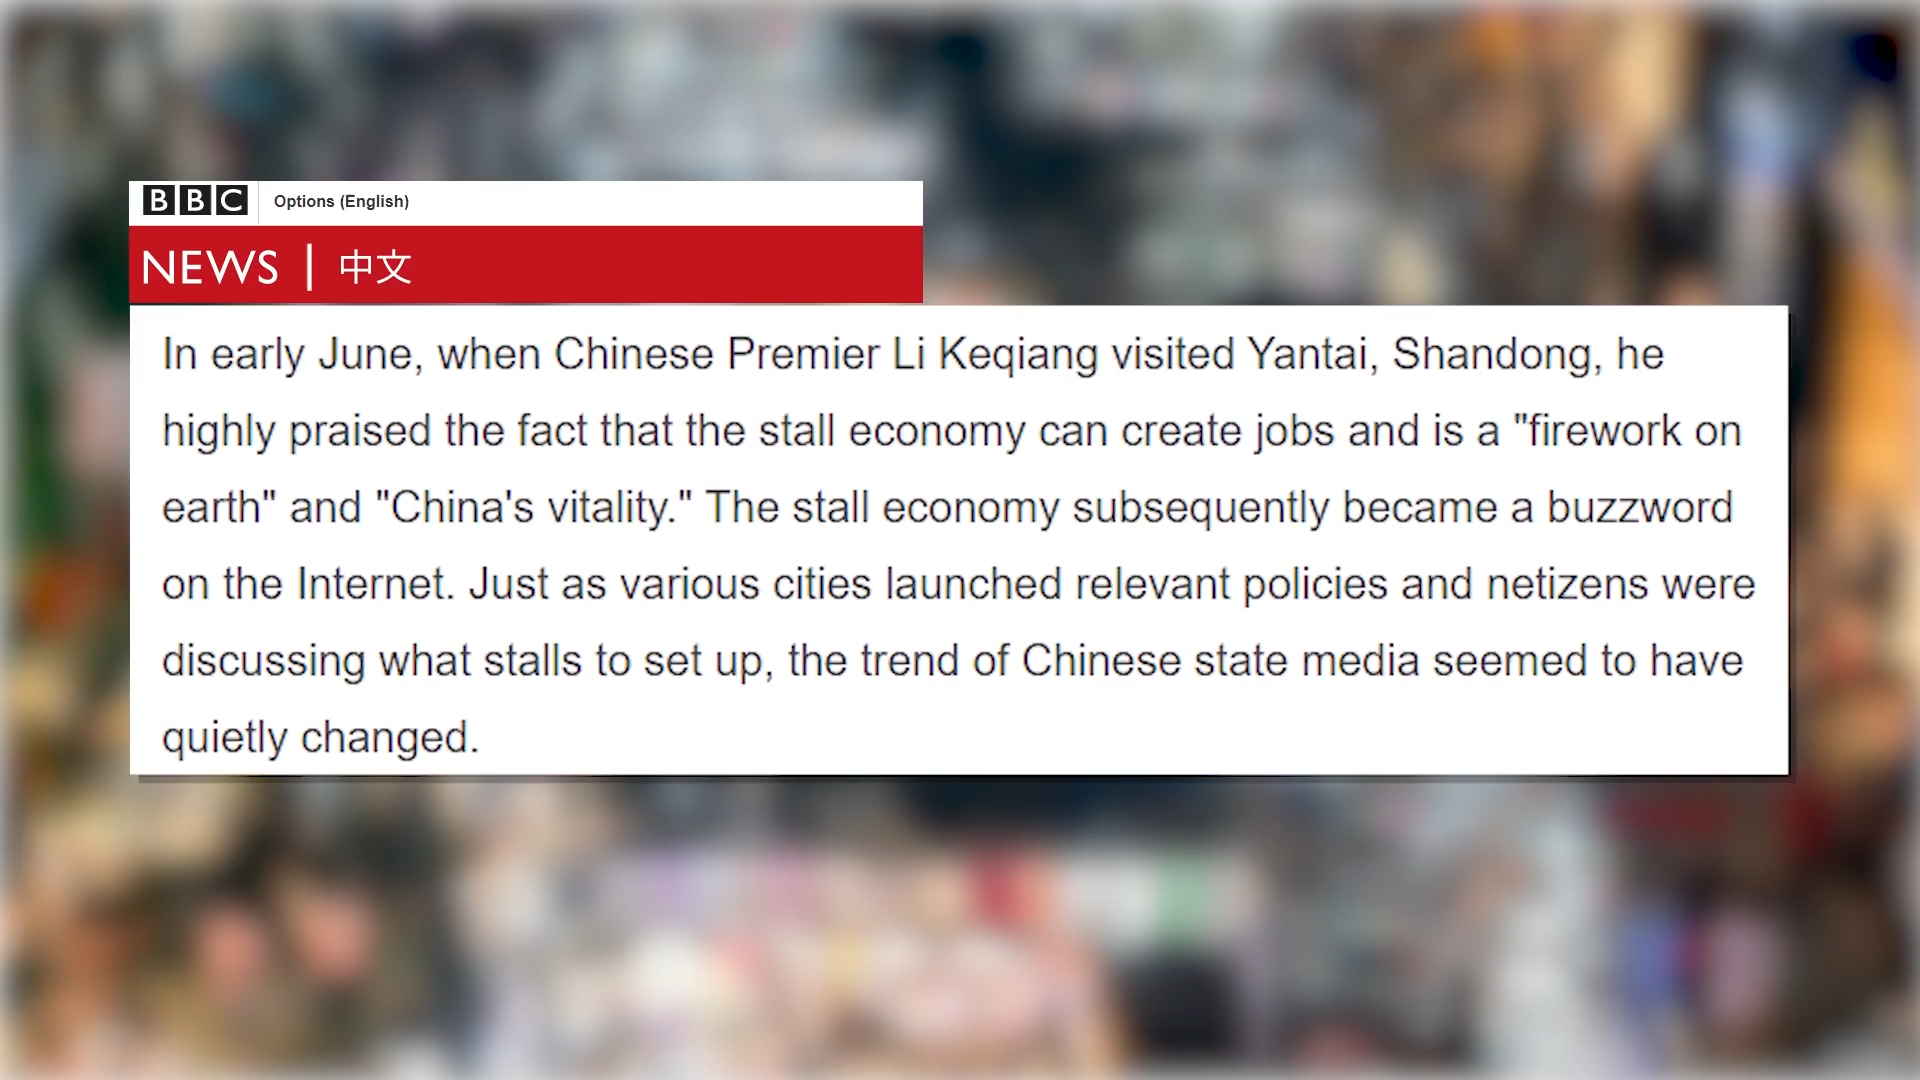 BBC Options (English)
NEWS | 中文
In early June, when Chinese Premier Li Keqiang visited Yantai, Shandong, he
highly praised the fact that the stall economy can create jobs and is a "firework on
earth" and "China's vitality." The stall economy subsequently became a buzzword
on the Internet. Just as various cities launched relevant policies and netizens were
discussing what stalls to set up, the trend of Chinese state media seemed to have
quietly changed.